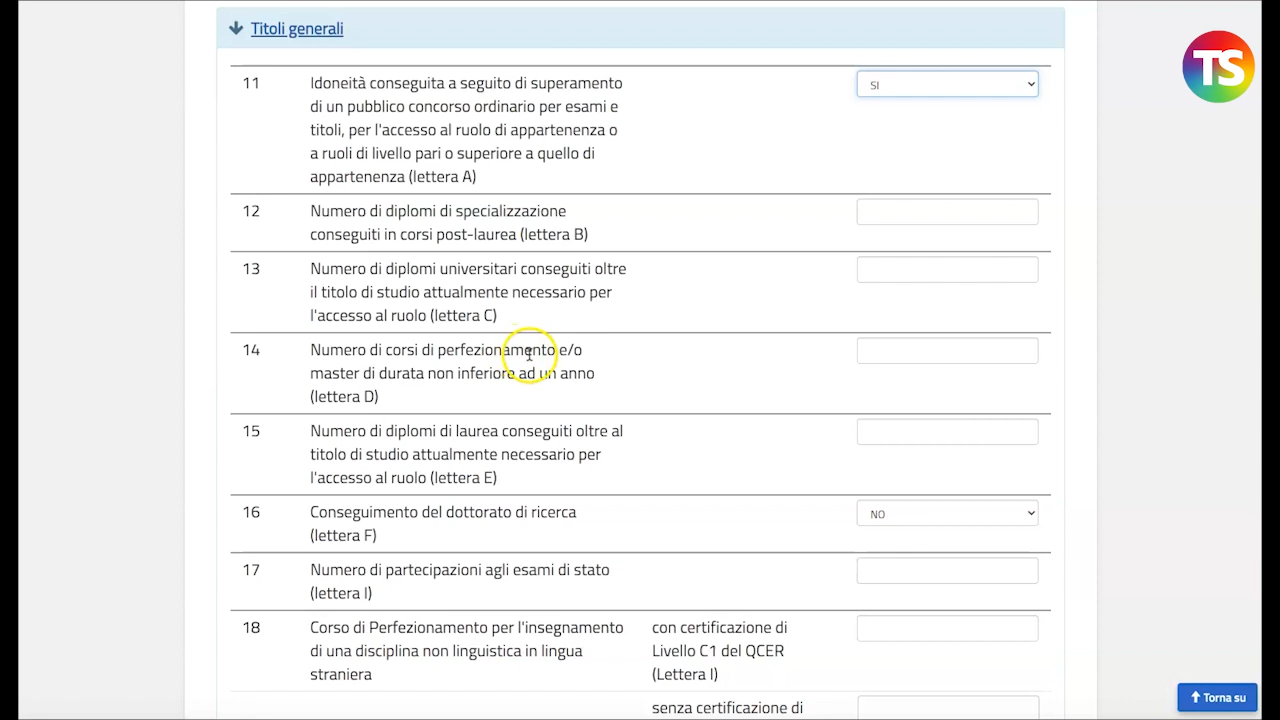 Titoli generali
TS
11
Idoneità conseguita a seguito di superamento
di un pubblico concorso ordinario per esami e
titoli, per l'accesso al ruolo di appartenenza o
a ruoli di livello pari o superiore a quello di
appartenenza (lettera A)
SI
12
Numero di diplomi di specializzazione
conseguiti in corsi post-laurea (lettera B)
13
Numero di diplomi universitari conseguiti oltre
il titolo di studio attualmente necessario per
l'accesso al ruolo (lettera C)
14
Numero di corsi di perfezionamento e/o
master di durata non inferiore ad un anno
(lettera D)
15
Numero di diplomi di laurea conseguiti oltre al
titolo di studio attualmente necessario per
l'accesso al ruolo (lettera E)
16
Conseguimento del dottorato di ricerca
(lettera F)
NO
17
Numero di partecipazioni agli esami di stato
(lettera I)
18
Corso di Perfezionamento per l'insegnamento
di una disciplina non linguistica in lingua
straniera
con certificazione di
Livello C1 del QCER
(Lettera I)
senza certificazione di
Torna su